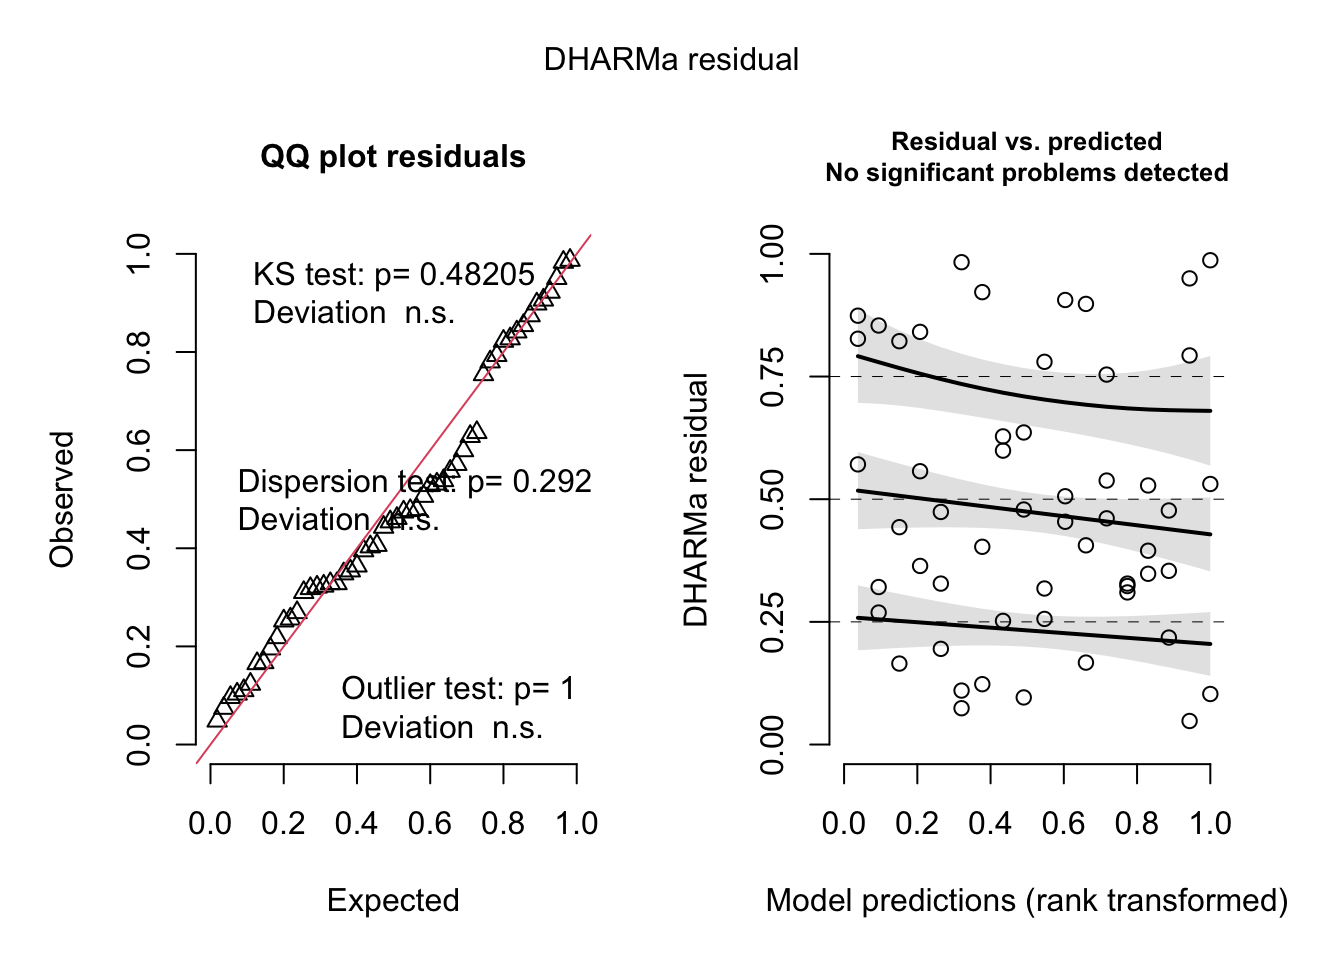 DHARMa residual
QQ plot residuals
KS test: p= 0.48205
Deviation  n.s.
Dispersion test: p= 0.292
Deviation  n.s.
Outlier test: p= 1
Deviation  n.s.
Observed
0.0
0.2
0.4
0.6
0.8
1.0
0.0 0.2 0.4 0.6 0.8 1.0
Expected
Residual vs. predicted
No significant problems detected
DHARMa residual
0.00
0.25
0.50
0.75
1.00
0.0 0.2 0.4 0.6 0.8 1.0
Model predictions (rank transformed)